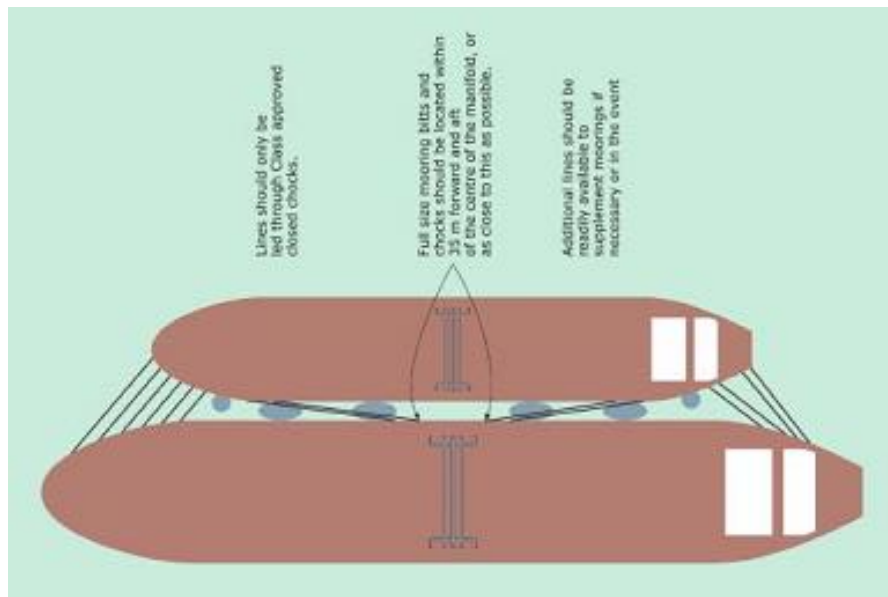 Lines should only be
led through Class approved
closed chocks.
Full size mooring bitts and
chocks should be located within
35 m forward and aft
of the centre of the manifold, or
as close to this as possible.
Additional lines should be
readily available to
supplement moorings if
necessary or in the event